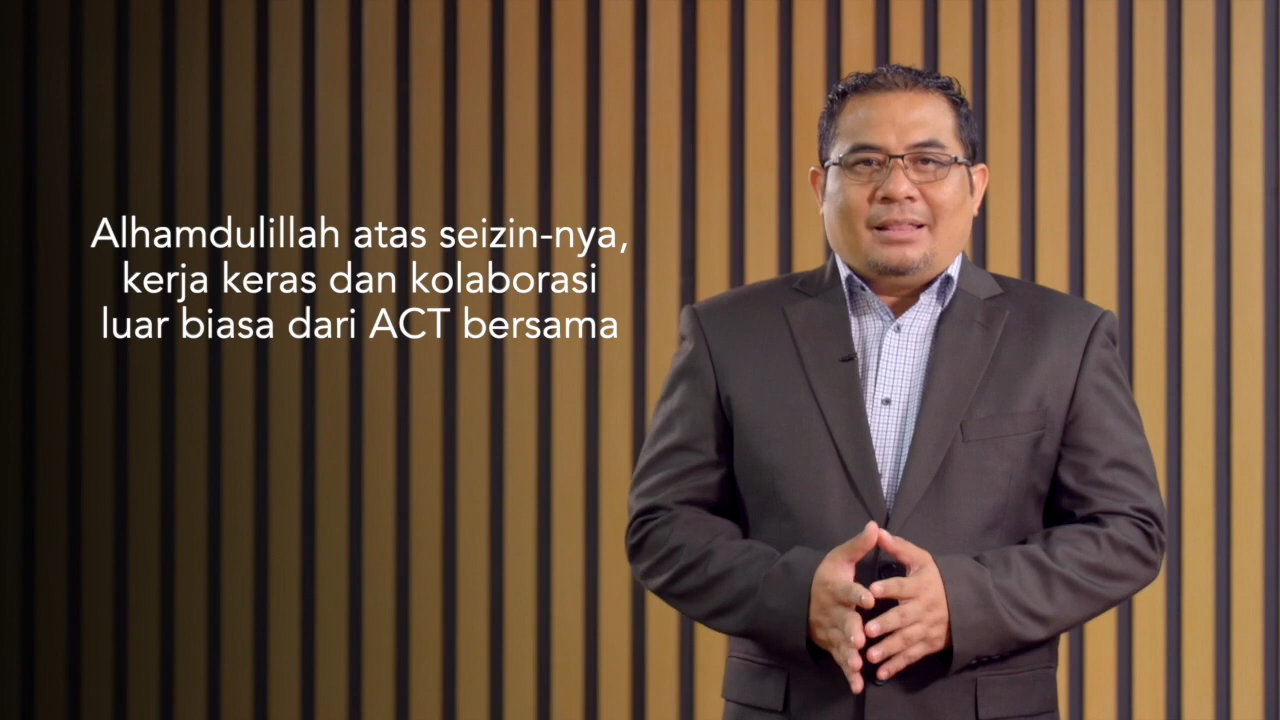 Alhamdulillah atas seizin-nya,
kerja keras dan kolaborasi
luar biasa dari ACT bersama